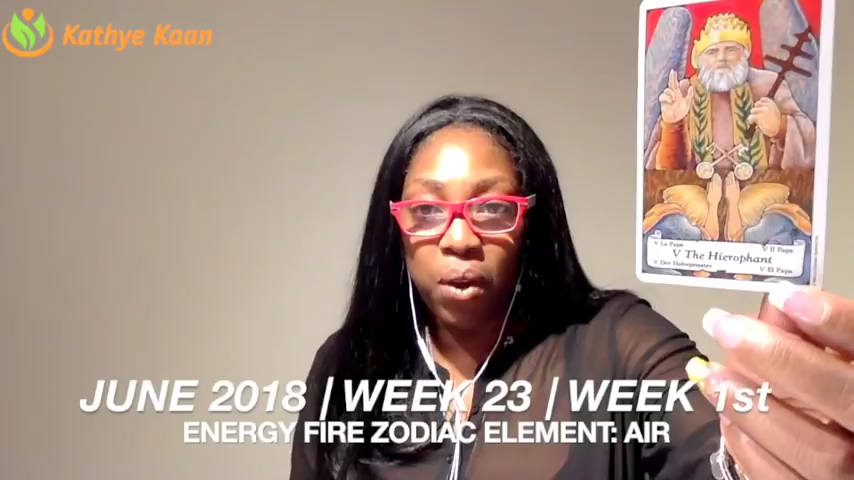 Kathye Kaan
V Le Pape V Il Papa
V The Hierophant
V Der Hohepriester V El Papa
JUNE 2018 | WEEK 23 | WEEK 1st
ENERGY FIRE ZODIAC ELEMENT: AIR